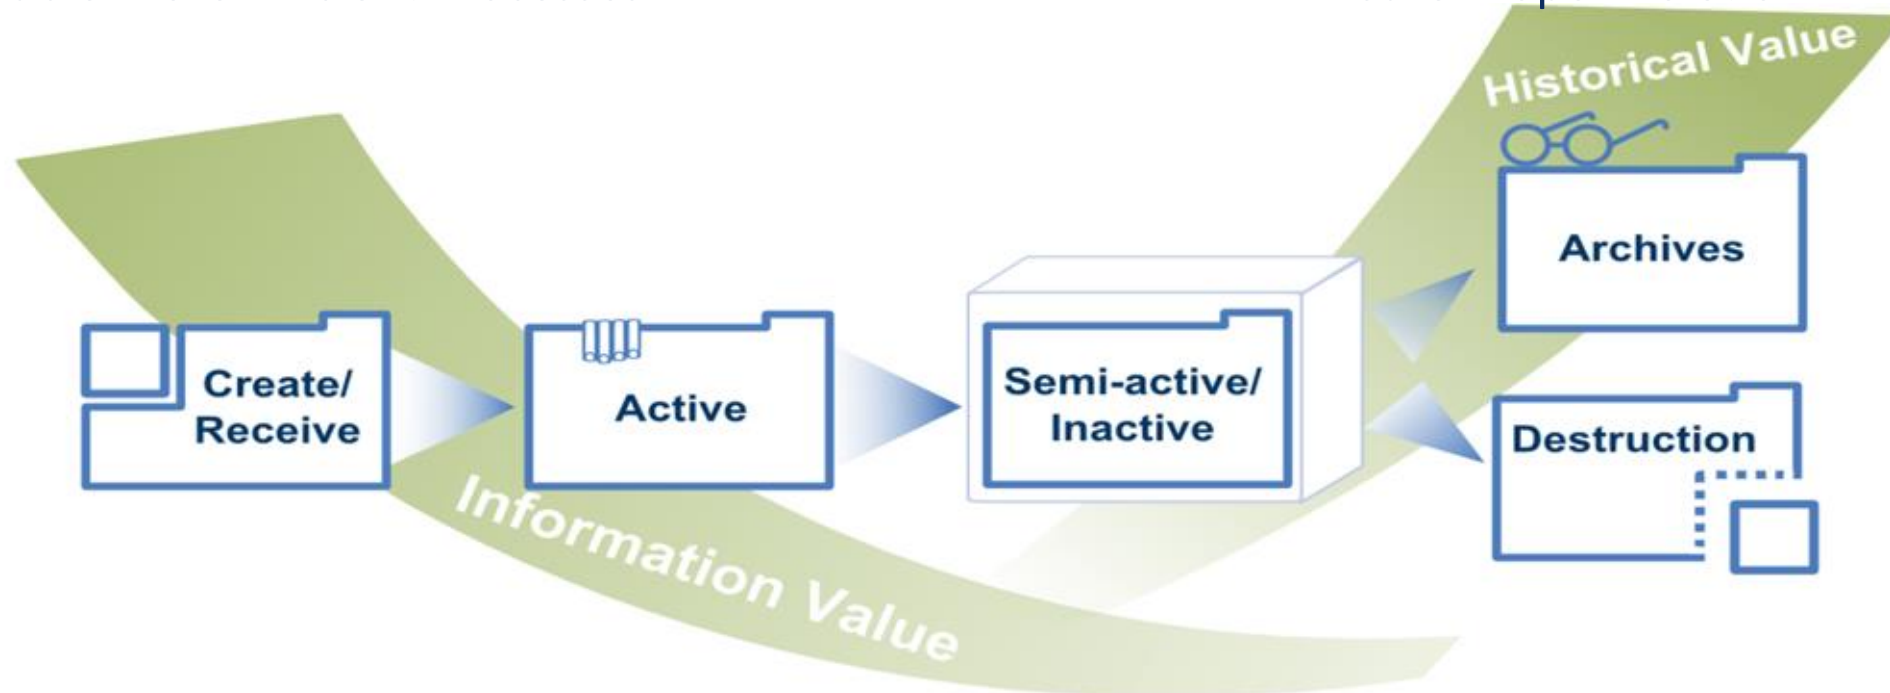 Historical Value
Archives
Create/
Receive
Active
Semi-active/
Inactive
Destruction
Information Value